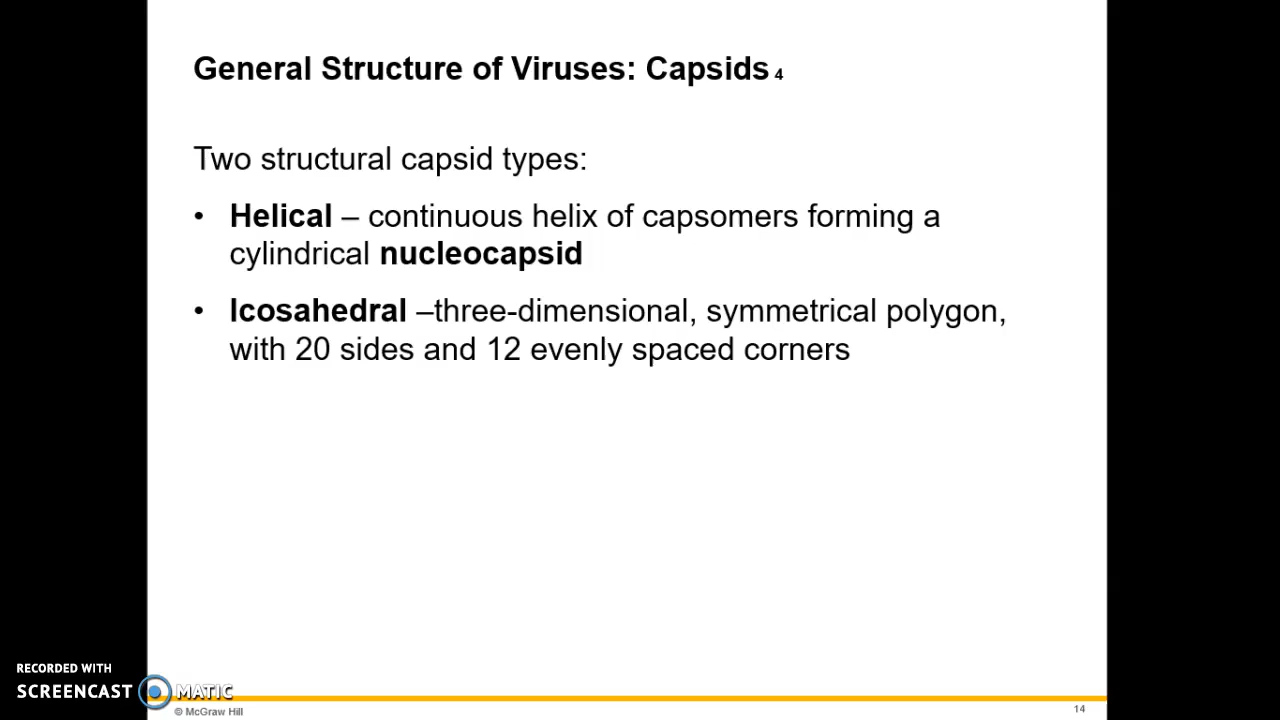 General Structure of Viruses: Capsids 4
Two structural capsid types:
• Helical – continuous helix of capsomers forming a
cylindrical nucleocapsid
• Icosahedral –three-dimensional, symmetrical polygon,
with 20 sides and 12 evenly spaced corners
RECORDED WITH
SCREENCAST MATIC
© McGraw Hill
14